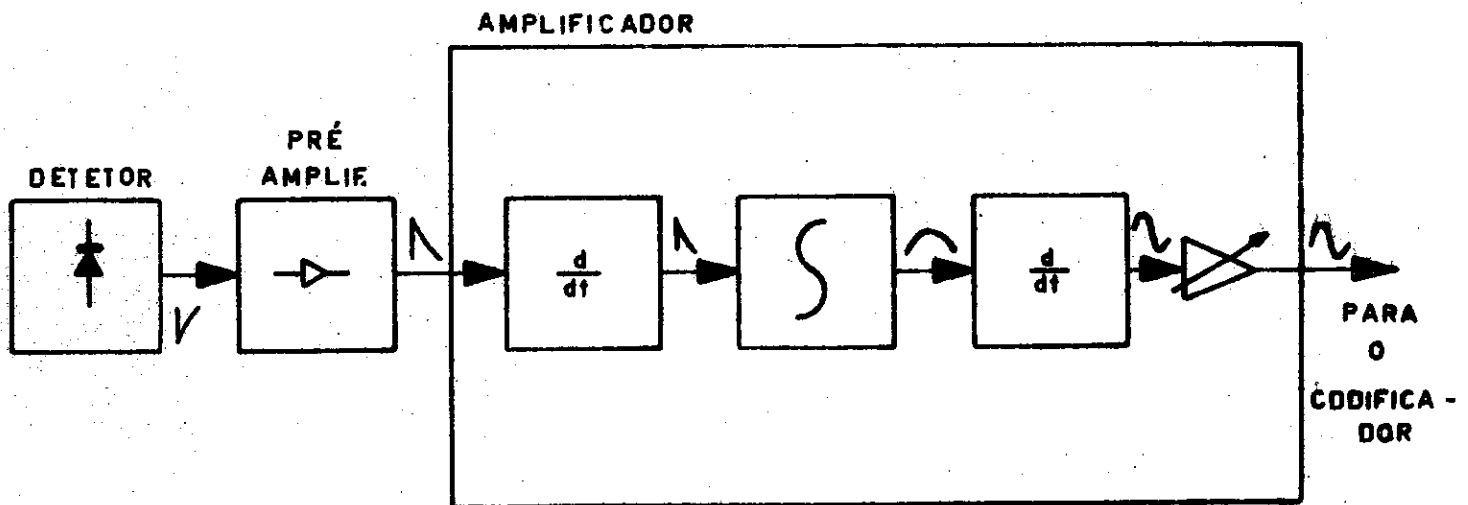 AMPLIFICADOR
DETETOR
PRÉ
AMPLIF.
V
d
dt
d
dt
PARA
O
CODIFICA -
DOR